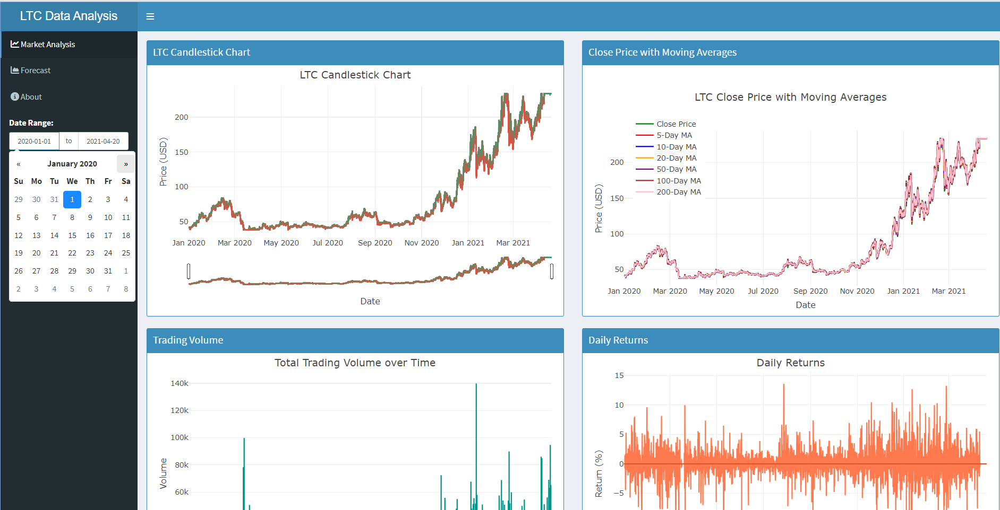 LTC Data Analysis
Market Analysis
Forecast
About
Date Range:
2020-01-01 to 2021-04-20
« January 2020 »
Su Mo Tu We Th Fr Sa
29 30 31 1 2 3 4
5 6 7 8 9 10 11
12 13 14 15 16 17 18
19 20 21 22 23 24 25
26 27 28 29 30 31 1
2 3 4 5 6 7 8
LTC Candlestick Chart
LTC Candlestick Chart
Price (USD)
200
150
100
50
Jan 2020 Mar 2020 May 2020 Jul 2020 Sep 2020 Nov 2020 Jan 2021 Mar 2021
Date
Close Price with Moving Averages
LTC Close Price with Moving Averages
Close Price
5-Day MA
10-Day MA
20-Day MA
50-Day MA
100-Day MA
200-Day MA
Price (USD)
200
150
100
50
Jan 2020 Mar 2020 May 2020 Jul 2020 Sep 2020 Nov 2020 Jan 2021 Mar 2021
Date
Trading Volume
Total Trading Volume over Time
Volume
140k
120k
100k
80k
60k
Daily Returns
Daily Returns
Return (%)
15
10
5
0
−5